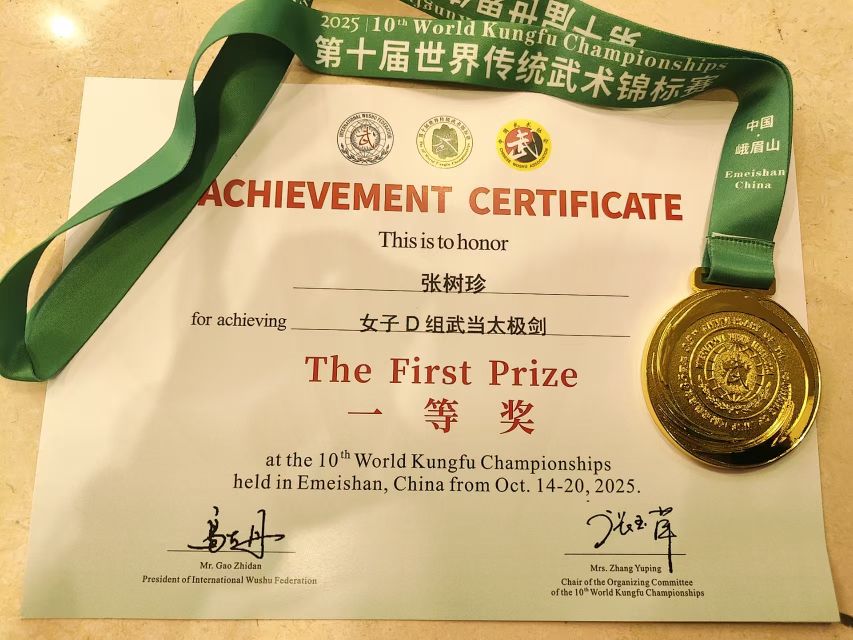 2025 | 10th World Kungfu Championships
第十届世界传统武术锦标赛
中国·峨眉山
Emeishan
China
ACHIEVEMENT CERTIFICATE
This is to honor
张树珍
for achieving 女子 D 组武当太极剑
The First Prize
一等奖
at the 10th World Kungfu Championships
held in Emeishan, China from Oct. 14-20, 2025.
Mr. Gao Zhidan
President of International Wushu Federation
Mrs. Zhang Yuping
Chair of the Organizing Committee
of the 10th World Kungfu Championships